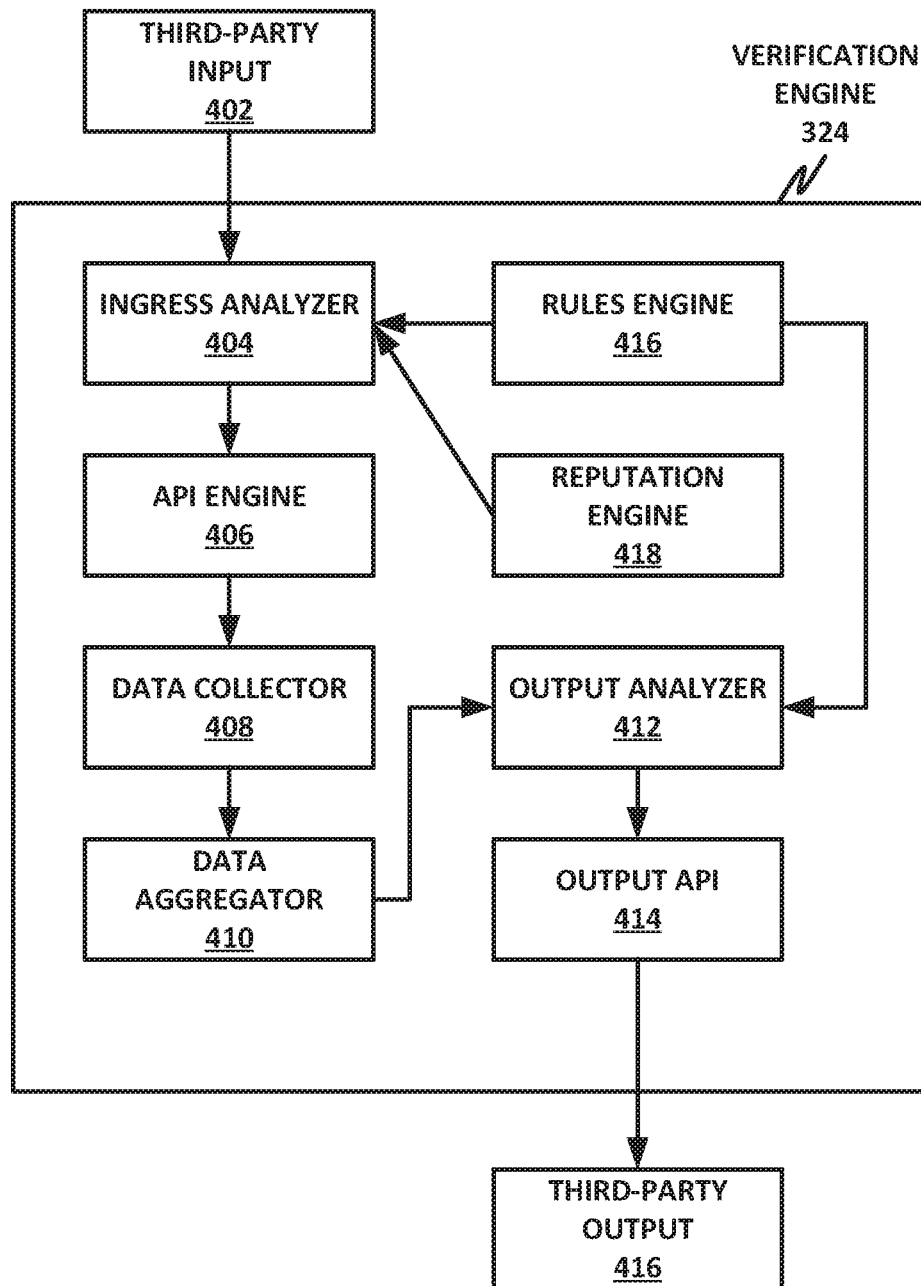 THIRD-PARTY
INPUT
402
VERIFICATION
ENGINE
324
INGRESS ANALYZER
404
RULES ENGINE
416
API ENGINE
406
REPUTATION
ENGINE
418
DATA COLLECTOR
408
OUTPUT ANALYZER
412
DATA
AGGREGATOR
410
OUTPUT API
414
THIRD-PARTY
OUTPUT
416